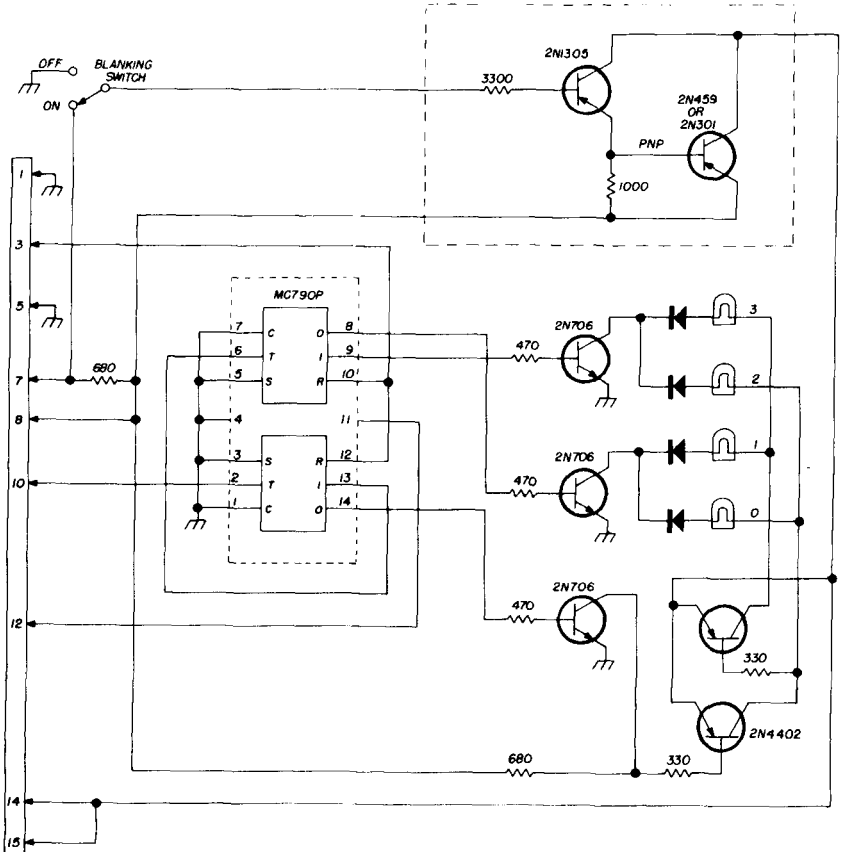 OFF
BLANKING
SWITCH
ON
3300
2N1305
2N459
OR
2N301
PNP
1000
1
3
5
7
8
10
12
14
15
680
MC790P
7 C O 8
6 T I 9
5 S R 10
4 11
3 S R 12
2 T I 13
1 C O 14
470
2N706
3
2
470
2N706
1
0
470
2N706
330
2N4402
680
330